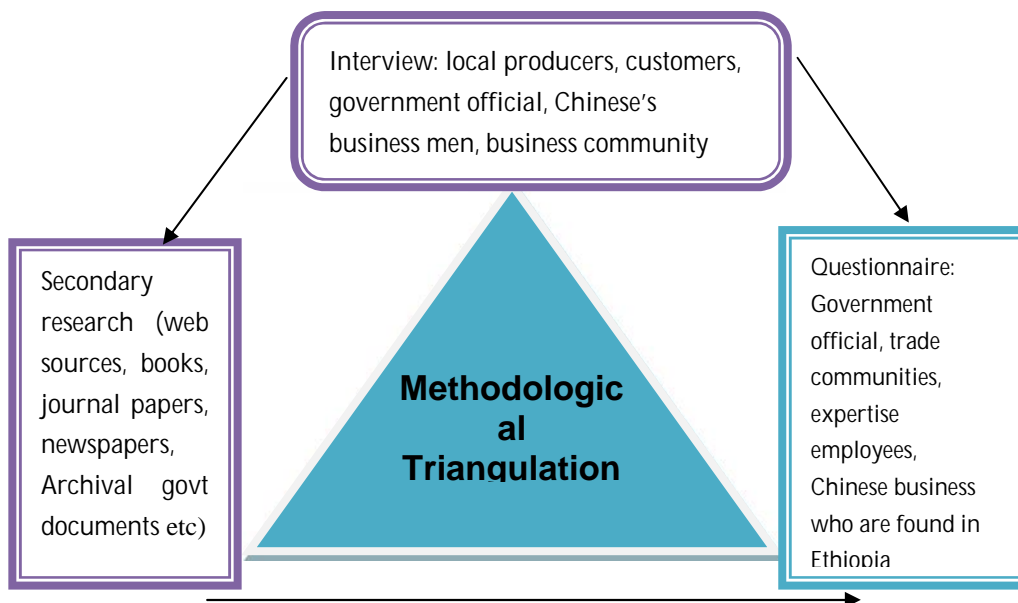 Interview: local producers, customers,
government official, Chinese's
business men, business community
Secondary
research (web
sources, books,
journal papers,
newspapers,
Archival govt
documents etc)
Methodologic
al
Triangulation
Questionnaire:
Government
official, trade
communities,
expertise
employees,
Chinese business
who are found in
Ethiopia